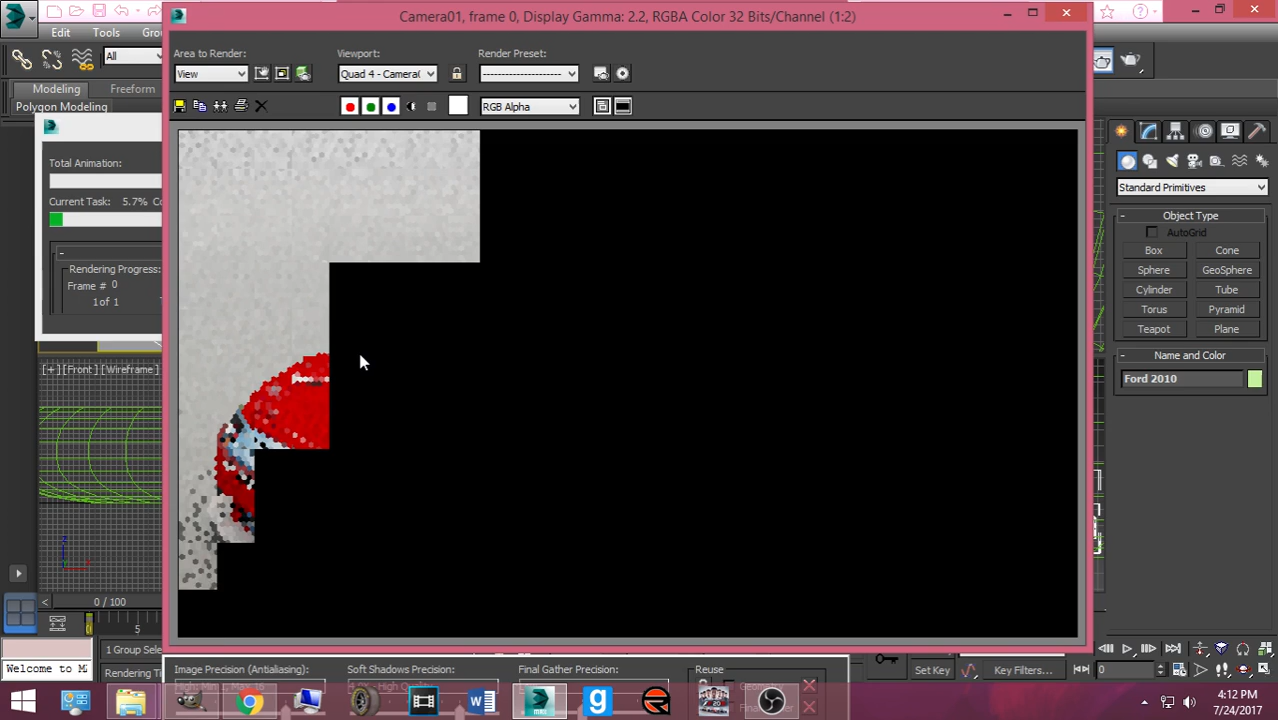 Camera01, frame 0, Display Gamma: 2.2, RGBA Color 32 Bits/Channel (1:2)
Edit
Tools
All
Modeling
Freeform
Polygon Modeling
Area to Render:
View
Viewport:
Quad 4 - Camera(
Render Preset:
RGB Alpha
Total Animation:
Current Task: 5.7%
Rendering Progress:
Frame # 0
1 of 1
[+] [Front] [Wireframe]
z
0 / 100
5
1 Group Sele
Welcome to M
Rendering Tr
Image Precision (Antialiasing):
Soft Shadows Precision:
Final Gather Precision:
Reuse
Set Key
Key Filters...
0
Standard Primitives
Object Type
AutoGrid
Box
Cone
Sphere
GeoSphere
Cylinder
Tube
Torus
Pyramid
Teapot
Plane
Name and Color
Ford 2010
4:12 PM
7/24/2017